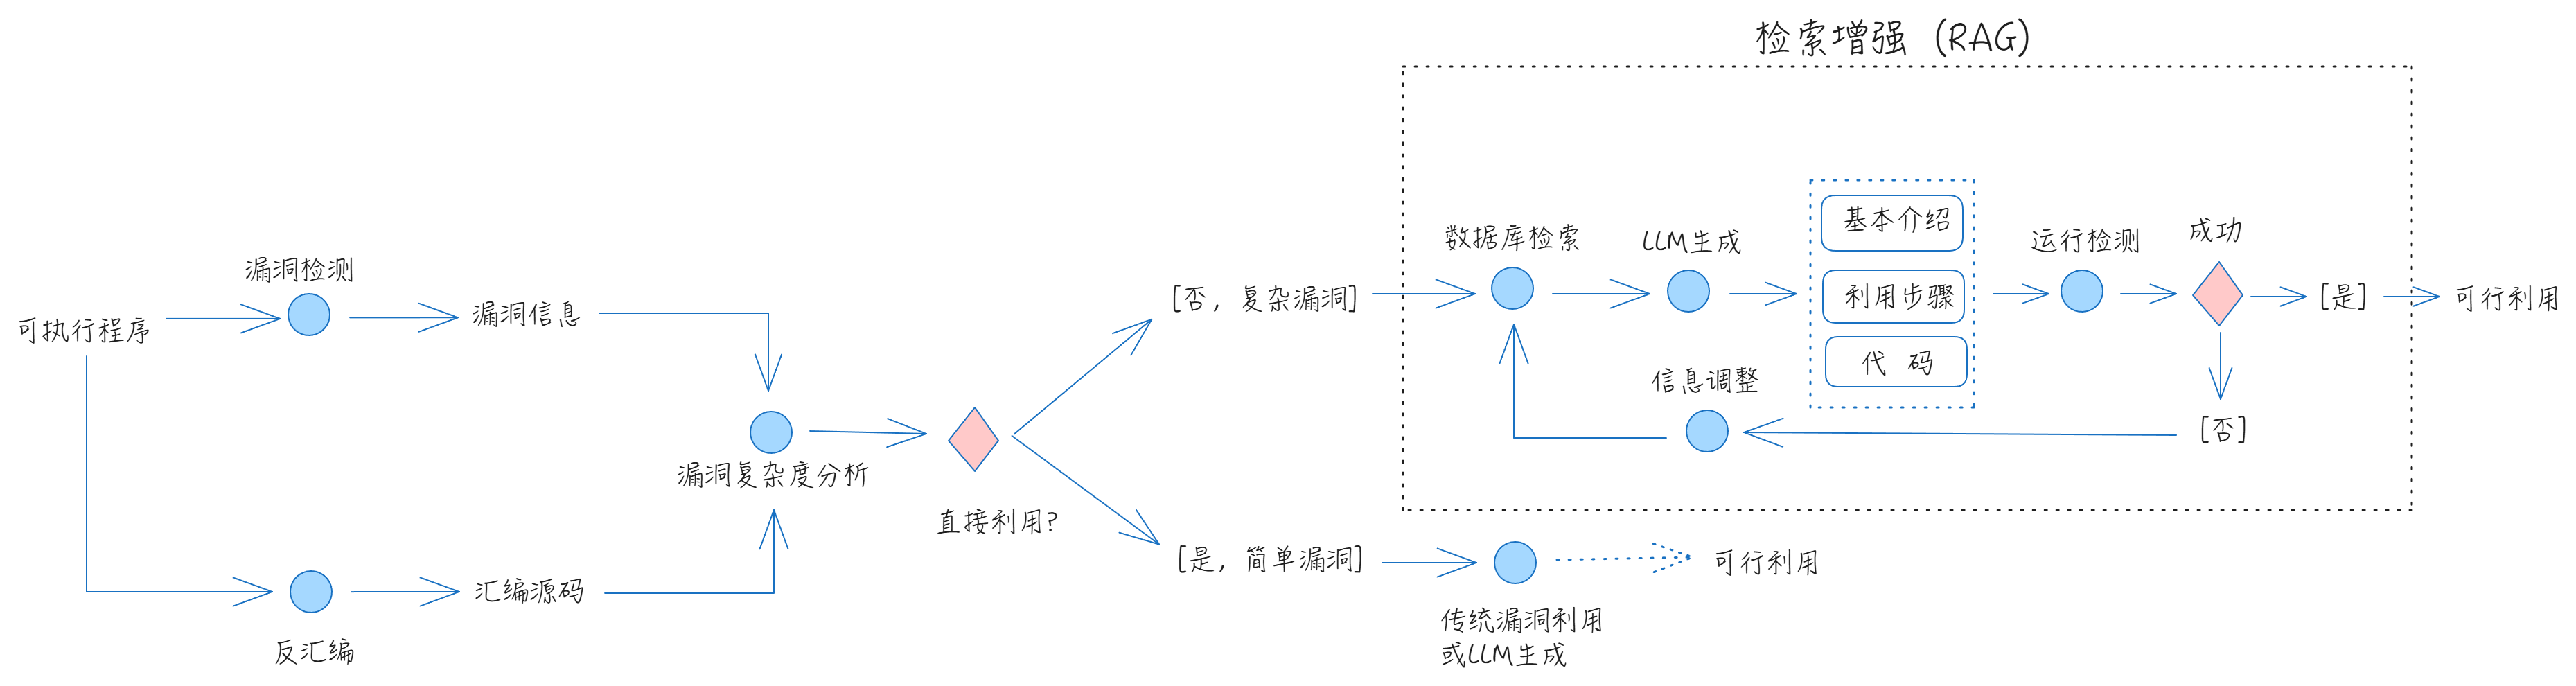 检索增强 (RAG)
可执行程序
漏洞检测
漏洞信息
反汇编
汇编源码
漏洞复杂度分析
直接利用?
[否，复杂漏洞]
数据库检索
LLM生成
基本介绍
利用步骤
代 码
运行检测
成功
[是]
可行利用
[否]
信息调整
[是，简单漏洞]
传统漏洞利用
或LLM生成
可行利用